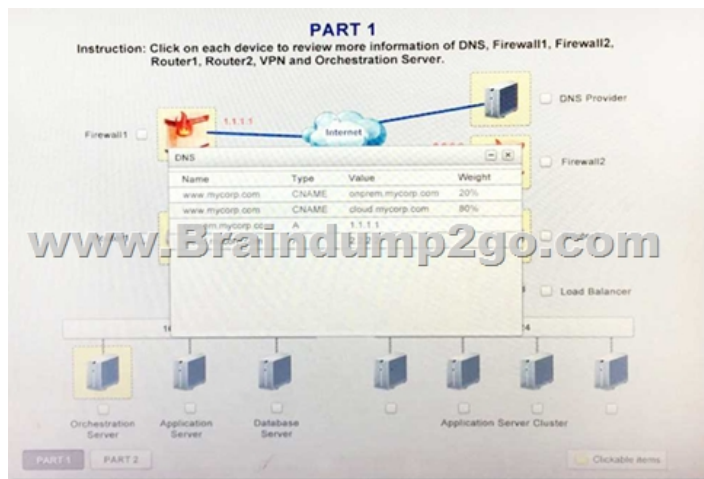 PART 1
Instruction: Click on each device to review more information of DNS, Firewall1, Firewall2,
Router1, Router2, VPN and Orchestration Server.
DNS Provider
1.1.1.1
Internet
Firewall1
Firewall2
DNS
Name Type Value Weight
www.mycorp.com CNAME onprem.mycorp.com 20%
www.mycorp.com CNAME cloud.mycorp.com 80%
A 1.1.1.1
www.Braindump2go.com
Load Balancer
Orchestration
Server
Application
Server
Database
Server
Application Server Cluster
PART 1
PART 2
Clickable items